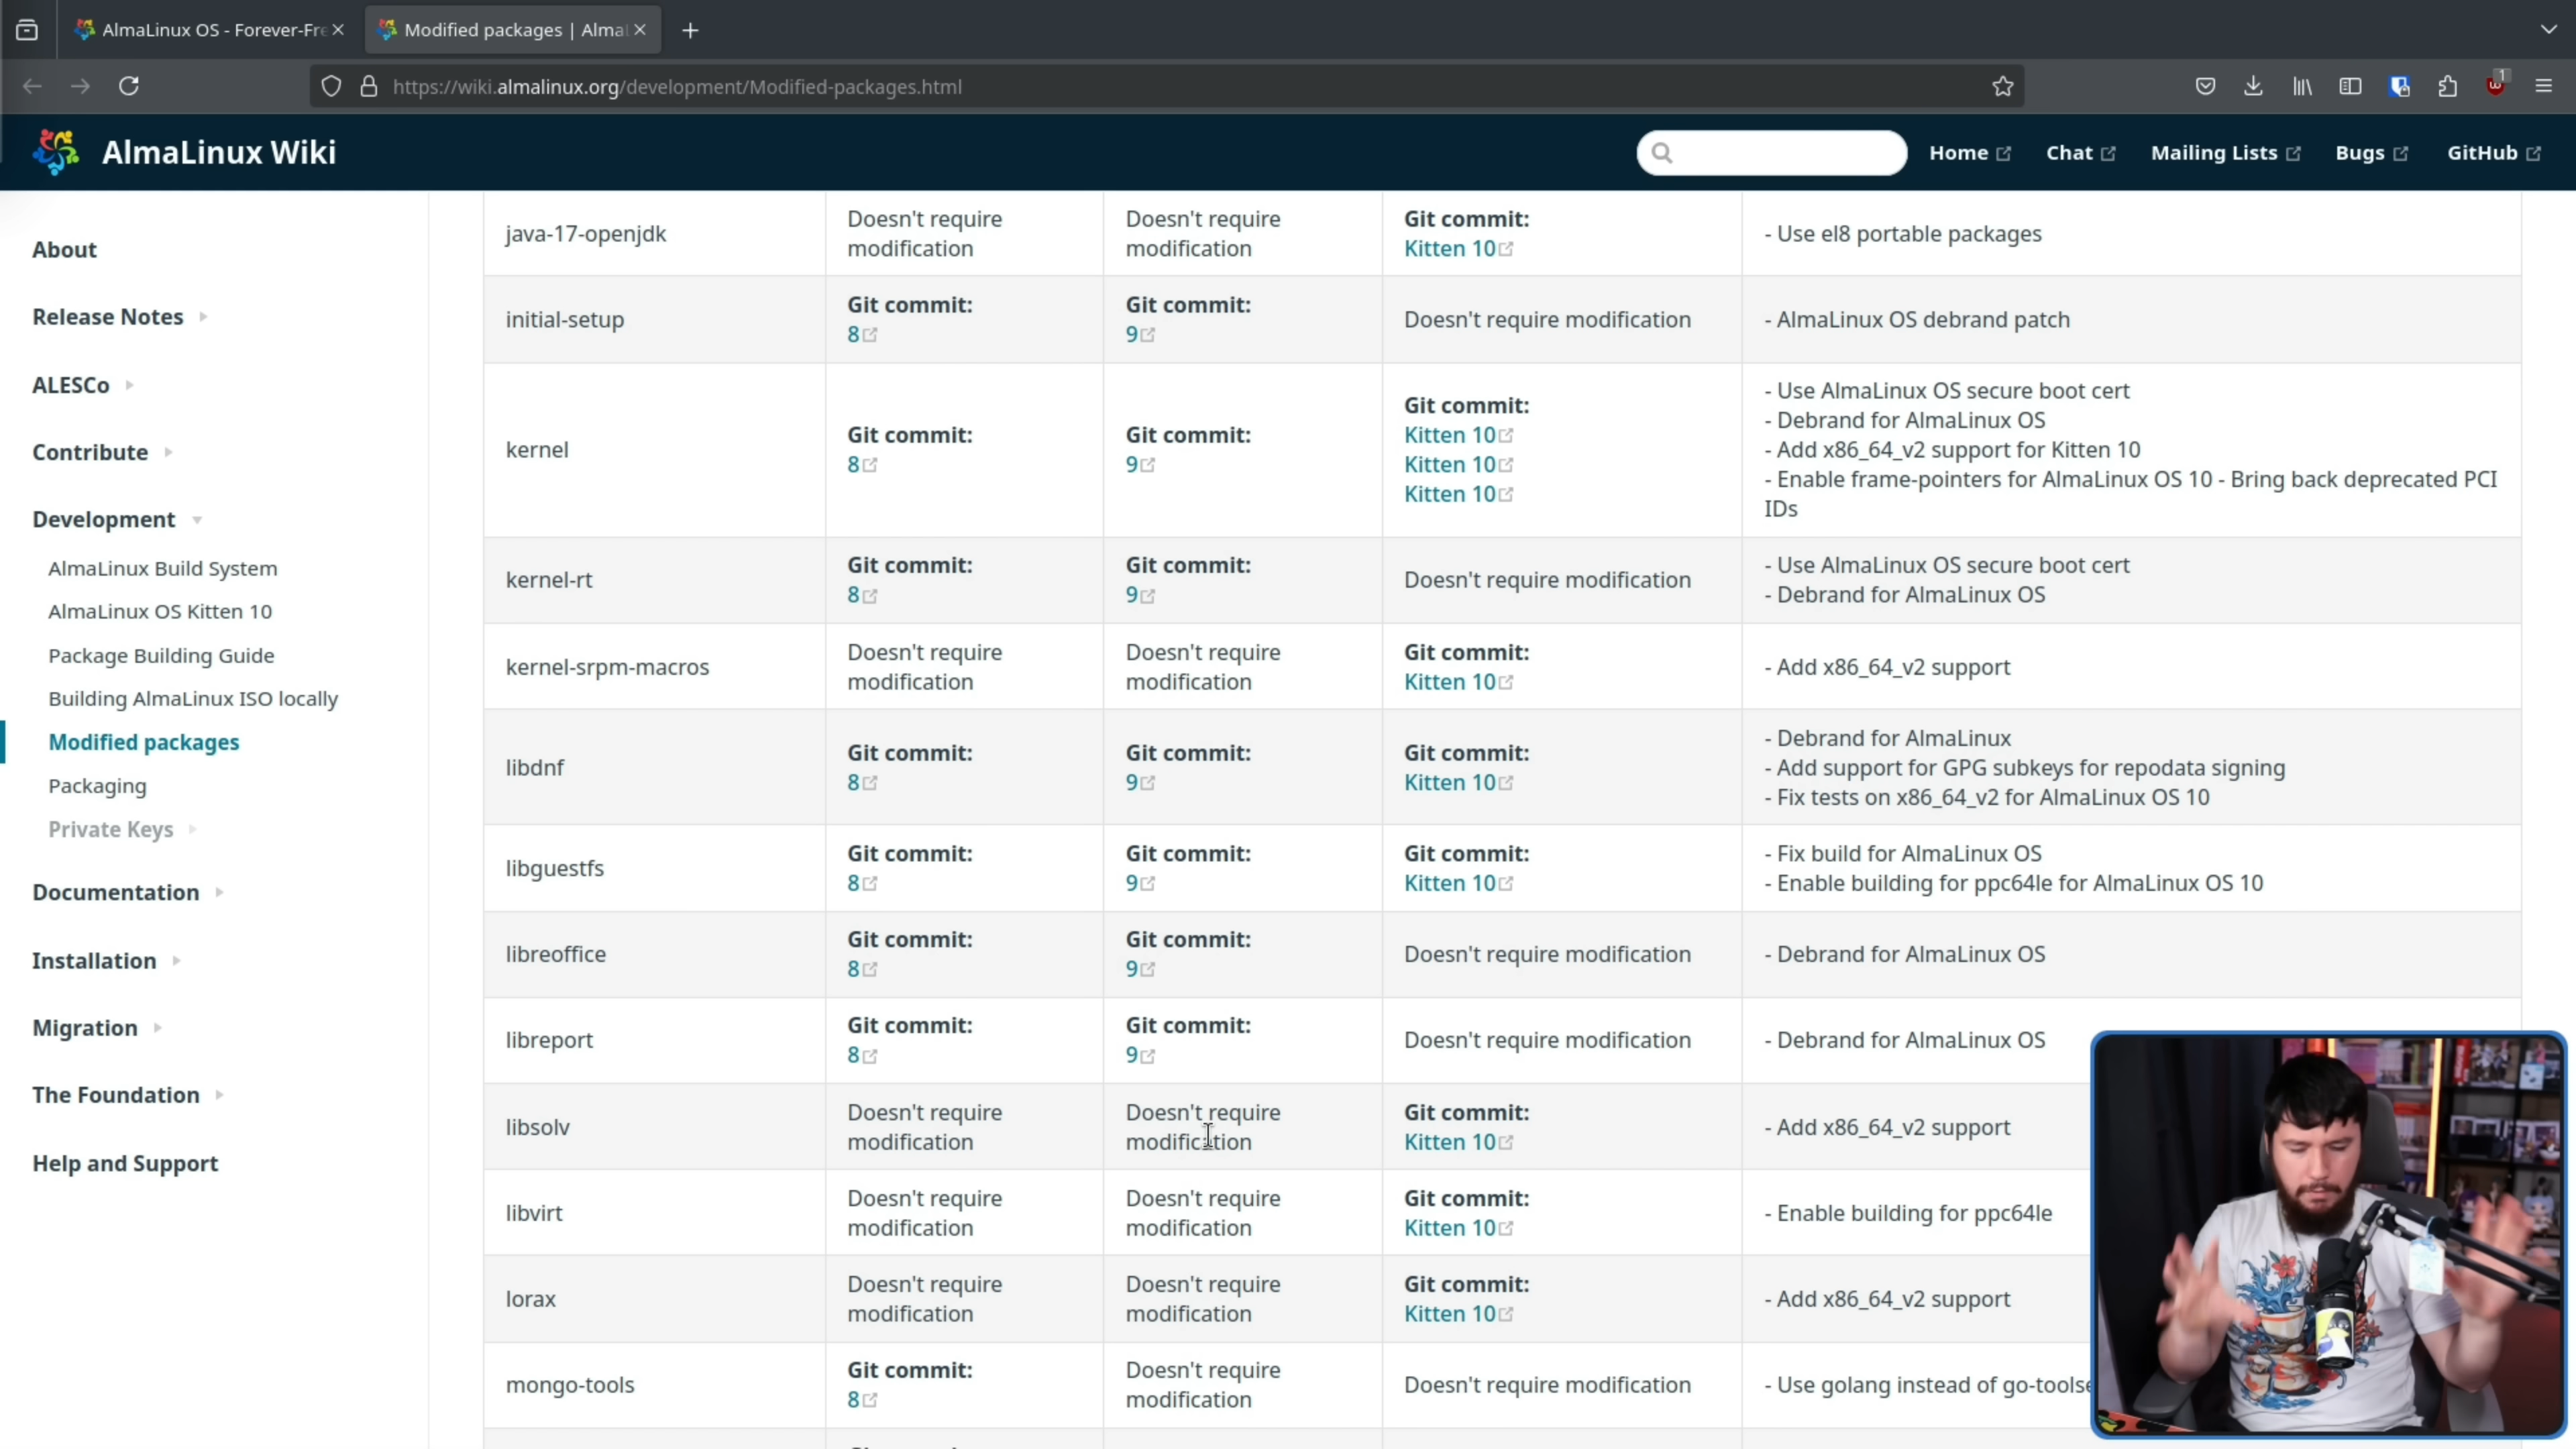 AlmaLinux OS - Forever-Fre
Modified packages | Alma
https://wiki.almalinux.org/development/Modified-packages.html
1
AlmaLinux Wiki
Home
Chat
Mailing Lists
Bugs
GitHub
About
Release Notes
ALESCo
Contribute
Development
AlmaLinux Build System
AlmaLinux OS Kitten 10
Package Building Guide
Building AlmaLinux ISO locally
Modified packages
Packaging
Private Keys
Documentation
Installation
Migration
The Foundation
Help and Support
java-17-openjdk
Doesn't require
modification
Doesn't require
modification
Git commit:
Kitten 10
- Use el8 portable packages
initial-setup
Git commit:
8
Git commit:
9
Doesn't require modification
- AlmaLinux OS debrand patch
kernel
Git commit:
8
Git commit:
9
Git commit:
Kitten 10
Kitten 10
Kitten 10
- Use AlmaLinux OS secure boot cert
- Debrand for AlmaLinux OS
- Add x86_64_v2 support for Kitten 10
- Enable frame-pointers for AlmaLinux OS 10 - Bring back deprecated PCI
IDs
kernel-rt
Git commit:
8
Git commit:
9
Doesn't require modification
- Use AlmaLinux OS secure boot cert
- Debrand for AlmaLinux OS
kernel-srpm-macros
Doesn't require
modification
Doesn't require
modification
Git commit:
Kitten 10
- Add x86_64_v2 support
libdnf
Git commit:
8
Git commit:
9
Git commit:
Kitten 10
- Debrand for AlmaLinux
- Add support for GPG subkeys for repodata signing
- Fix tests on x86_64_v2 for AlmaLinux OS 10
libguestfs
Git commit:
8
Git commit:
9
Git commit:
Kitten 10
- Fix build for AlmaLinux OS
- Enable building for ppc64le for AlmaLinux OS 10
libreoffice
Git commit:
8
Git commit:
9
Doesn't require modification
- Debrand for AlmaLinux OS
libreport
Git commit:
8
Git commit:
9
Doesn't require modification
- Debrand for AlmaLinux OS
libsolv
Doesn't require
modification
Doesn't require
modification
Git commit:
Kitten 10
- Add x86_64_v2 support
libvirt
Doesn't require
modification
Doesn't require
modification
Git commit:
Kitten 10
- Enable building for ppc64le
lorax
Doesn't require
modification
Doesn't require
modification
Git commit:
Kitten 10
- Add x86_64_v2 support
mongo-tools
Git commit:
8
Doesn't require
modification
Doesn't require modification
- Use golang instead of go-toolse